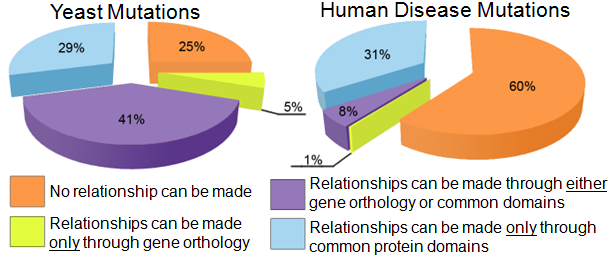 Yeast Mutations
Human Disease Mutations
29%
25%
5%
41%
31%
60%
8%
1%
No relationship can be made
Relationships can be made
only through gene orthology
Relationships can be made through either
gene orthology or common domains
Relationships can be made only through
common protein domains